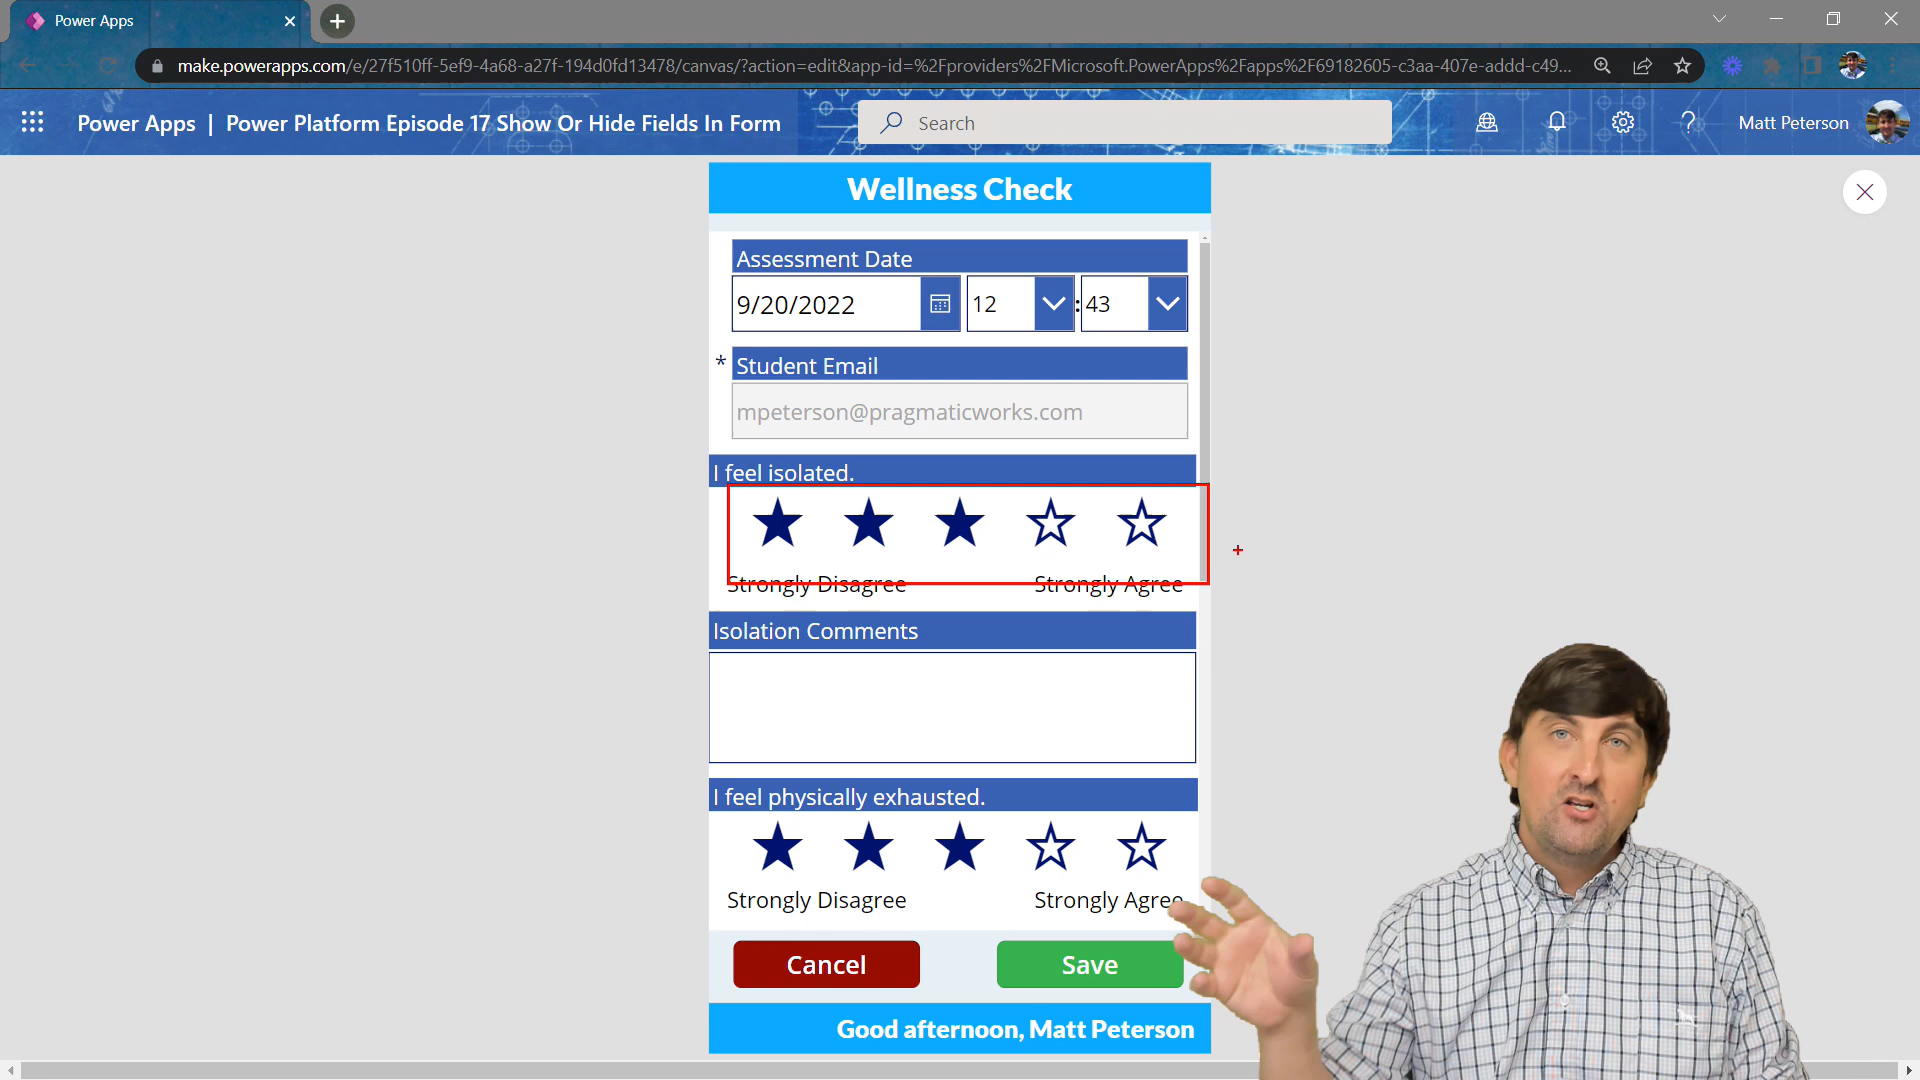 Power Apps
make.powerapps.com/e/27f510ff-5ef9-4a68-a27f-194d0fd13478/canvas/?action=edit&app-id=%2Fproviders%2FMicrosoft.PowerApps%2Fapps%2F69182605-c3aa-407e-addd-c49...
Power Apps | Power Platform Episode 17 Show Or Hide Fields In Form
Search
Matt Peterson
Wellness Check
Assessment Date
9/20/2022 12 : 43
* Student Email
mpeterson@pragmaticworks.com
I feel isolated.
Strongly Disagree Strongly Agree
Isolation Comments
I feel physically exhausted.
Strongly Disagree Strongly Agree
Cancel Save
Good afternoon, Matt Peterson